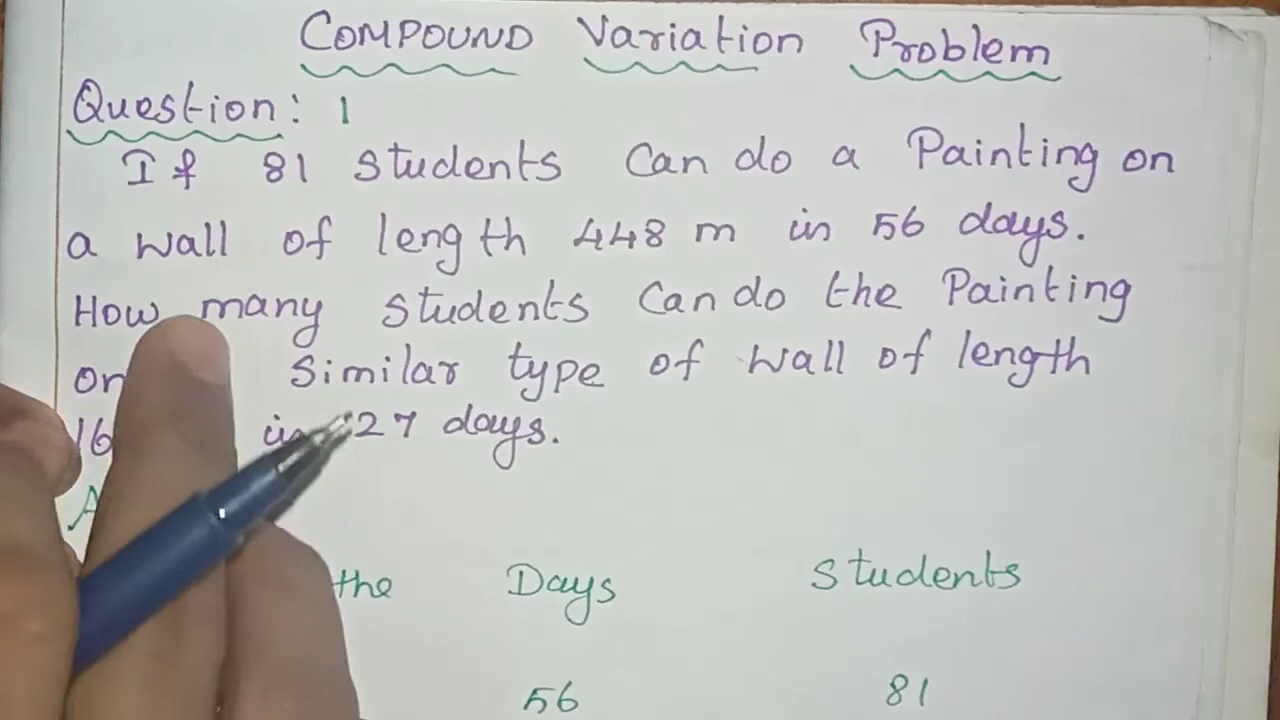 COMPOUND Variation Problem
Question: 1
If 81 Students Can do a Painting on
a wall of length 448 m in 56 days.
How many students Can do the Painting
on Similar type of wall of length
in 27 days.
the Days Students
56 81